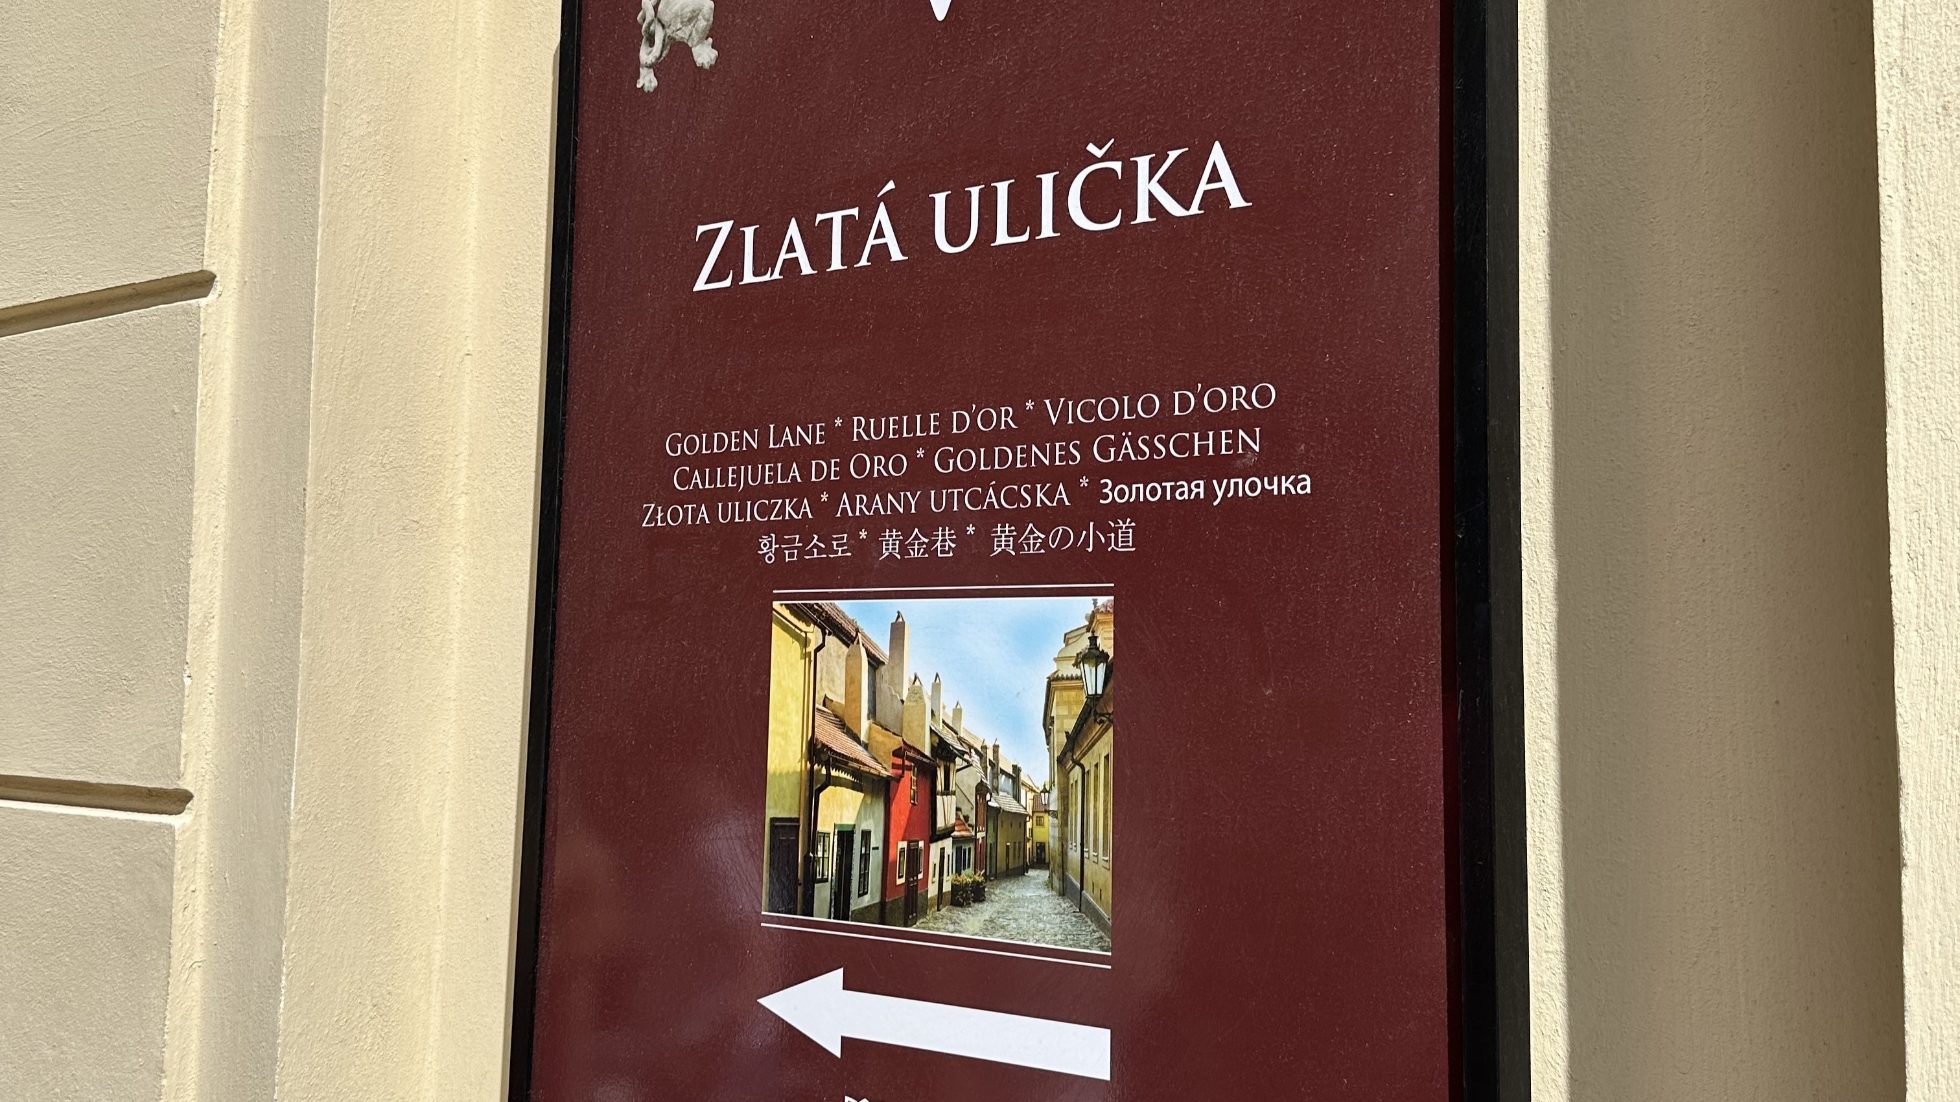 ZLATÁ ULIČKA
GOLDEN LANE * RUELLE D'OR * VICOLO D'ORO
CALLEJUELA DE ORO * GOLDENES GÄSSCHEN
ZŁOTA ULICZKA * ARANY UTCÁCSKA * Золотая улочка
황금소로 * 黄金巷 * 黄金の小道